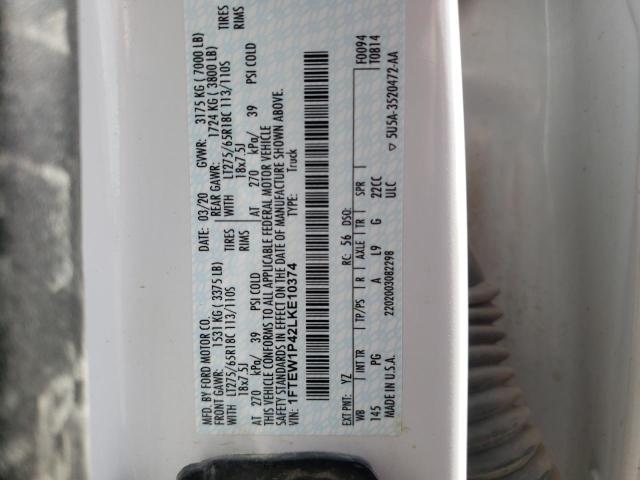 MFD. BY FORD MOTOR CO. DATE: 03/20 GVWR: 3175 KG ( 7000 LB)
FRONT GAWR: 1531 KG ( 3375 LB) REAR GAWR: 1724 KG ( 3800 LB)
WITH LT275/65R18C 113/110S TIRES WITH LT275/65R18C 113/110S TIRES
18x7.5J RIMS 18x7.5J RIMS
AT 270 kPa/ 39 PSI COLD AT 270 kPa/ 39 PSI COLD
THIS VEHICLE CONFORMS TO ALL APPLICABLE FEDERAL MOTOR VEHICLE
SAFETY STANDARDS IN EFFECT ON THE DATE OF MANUFACTURE SHOWN ABOVE.
VIN: 1FTEW1P42LKE10374 TYPE: Truck
EXT PNT: YZ RC: 56 DSO: F0094
WB INT TR TP/PS R AXLE TR SPR T0814
145 PG A L9 G 22CC
MADE IN U.S.A. 2202003082298 ULC ▽ 5U5A-3520472-AA